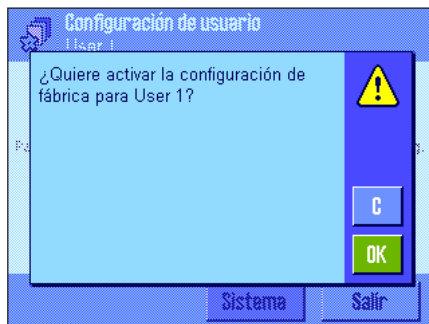 Configuración de usuario
User 1
¿Quiere activar la configuración de
fábrica para User 1?
C
OK
Sistema
Salir